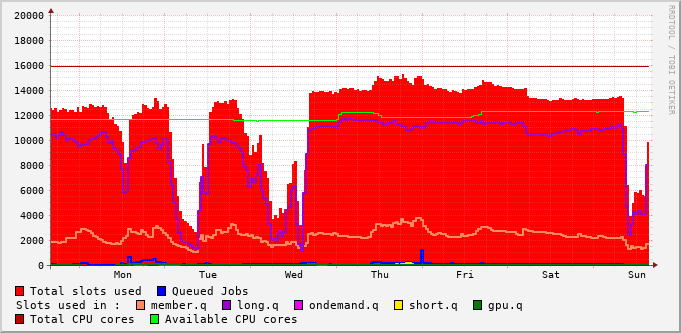 RRDTOOL / TOBI OETIKER
20000
18000
16000
14000
12000
10000
8000
6000
4000
2000
0
Mon Tue Wed Thu Fri Sat Sun
Total slots used Queued Jobs
Slots used in : member.q long.q ondemand.q short.q gpu.q
Total CPU cores Available CPU cores